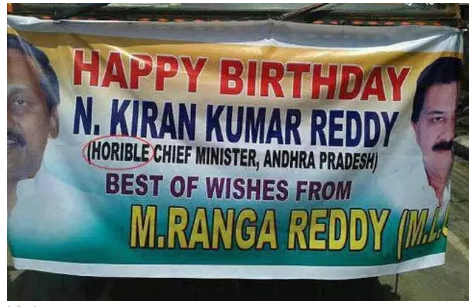 HAPPY BIRTHDAY
N. KIRAN KUMAR REDDY
(HORIBLE CHIEF MINISTER, ANDHRA PRADESH)
BEST OF WISHES FROM
M.RANGA REDDY (M.L.